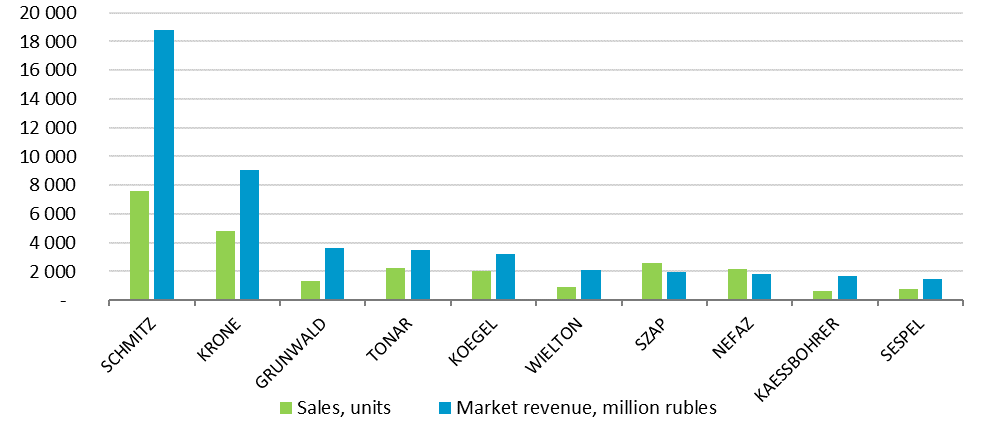 20 000
18 000
16 000
14 000
12 000
10 000
8 000
6 000
4 000
2 000
-
SCHMITZ
KRONE
GRUNWALD
TONAR
KOEGEL
WIELTON
SZAP
NEFAZ
KAESSBOHRER
SESPEL
Sales, units
Market revenue, million rubles